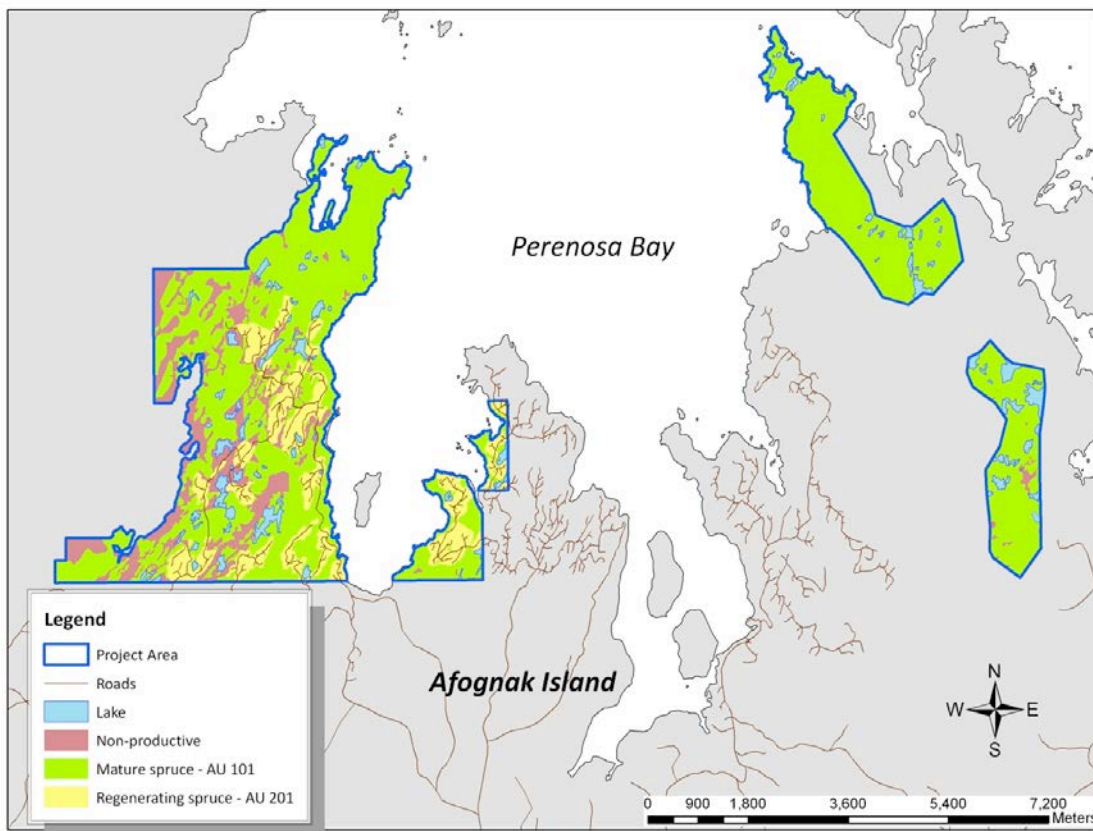 Perenosa Bay
Afognak Island
Legend
Project Area
Roads
Lake
Non-productive
Mature spruce - AU 101
Regenerating spruce - AU 201
N
W E
S
0 900 1,800 3,600 5,400 7,200
Meters